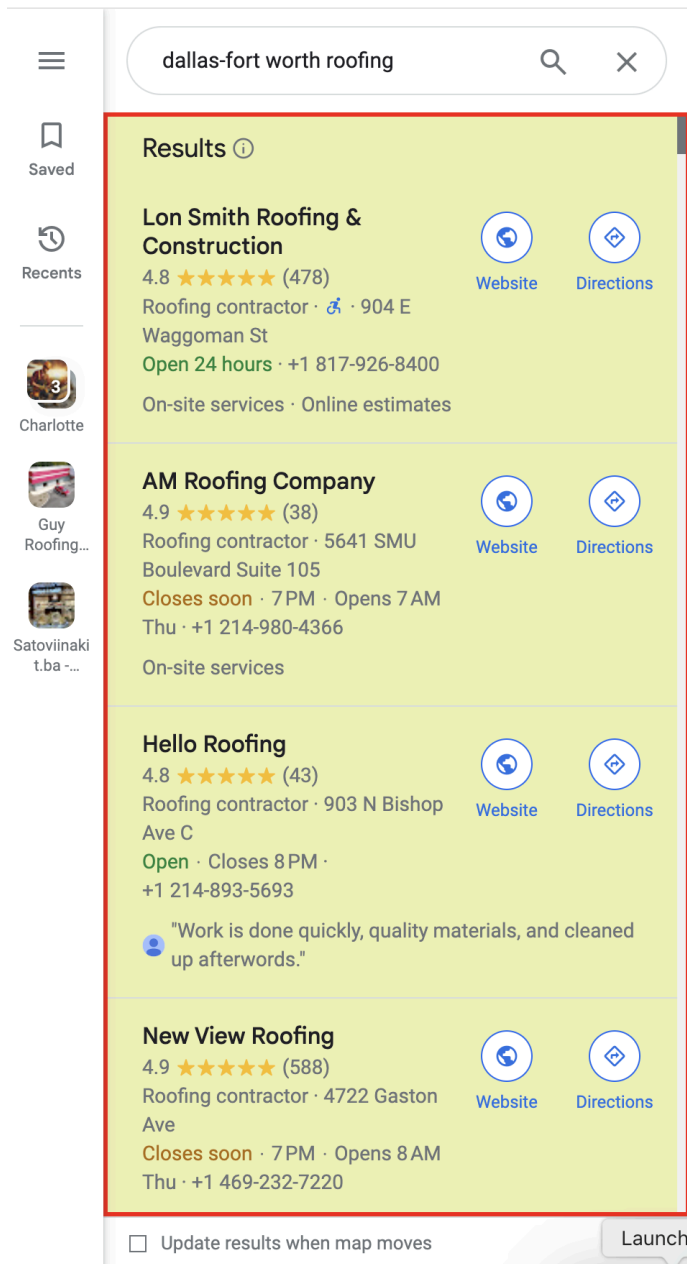 dallas-fort worth roofing
Saved
Recents
3
Charlotte
Guy
Roofing...
Satoviinaki
t.ba -...
Results
Lon Smith Roofing &
Construction
4.8 (478)
Roofing contractor · · 904 E
Waggoman St
Open 24 hours · +1 817-926-8400
On-site services · Online estimates
Website
Directions
AM Roofing Company
4.9 (38)
Roofing contractor · 5641 SMU
Boulevard Suite 105
Closes soon · 7 PM · Opens 7 AM
Thu · +1 214-980-4366
On-site services
Website
Directions
Hello Roofing
4.8 (43)
Roofing contractor · 903 N Bishop
Ave C
Open · Closes 8 PM ·
+1 214-893-5693
"Work is done quickly, quality materials, and cleaned
up afterwords."
Website
Directions
New View Roofing
4.9 (588)
Roofing contractor · 4722 Gaston
Ave
Closes soon · 7 PM · Opens 8 AM
Thu · +1 469-232-7220
Website
Directions
Update results when map moves
Launch